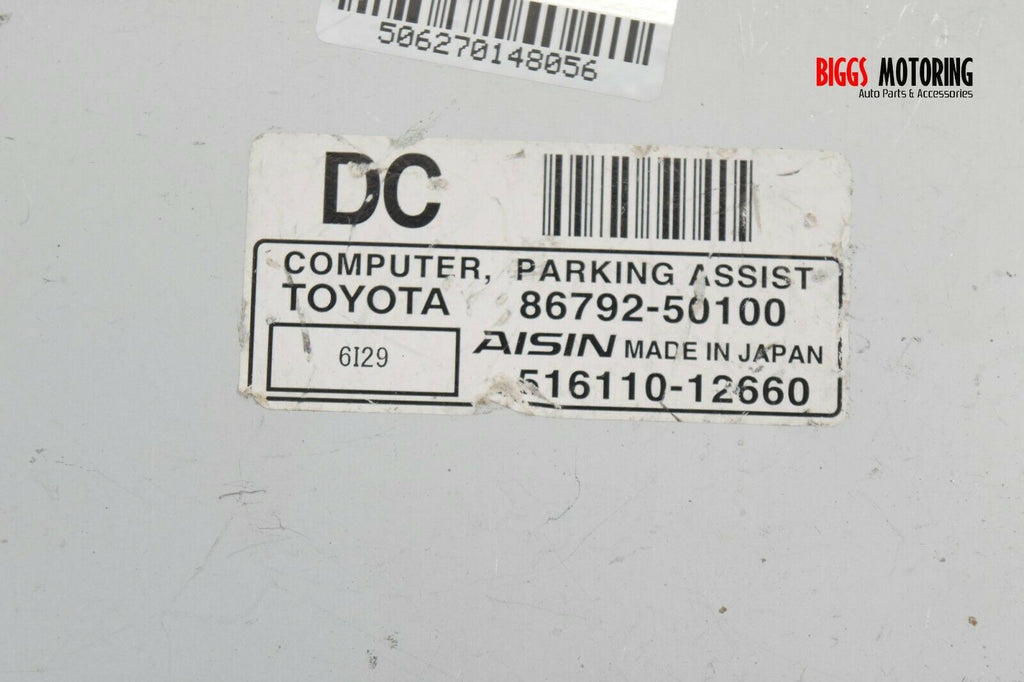 506270148056
BIGGS MOTORING
Auto Parts & Accessories
DC
COMPUTER, PARKING ASSIST
TOYOTA 86792-50100
6I29
AISIN MADE IN JAPAN
516110-12660